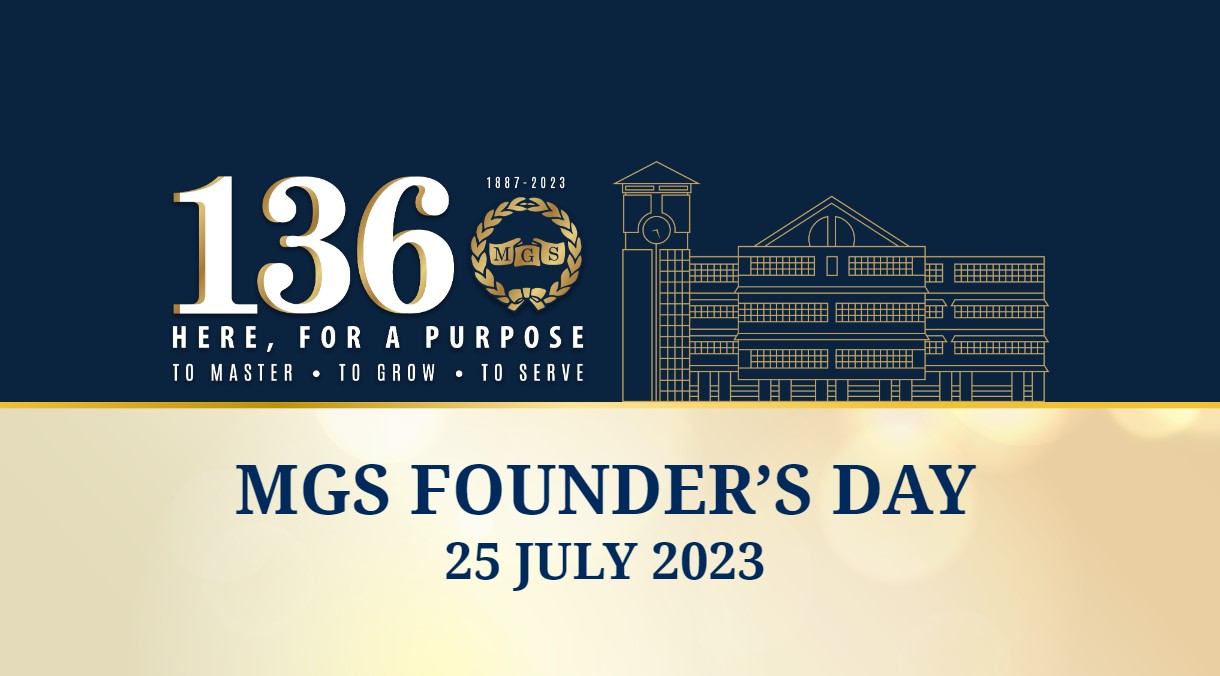 1887-2023
136
MGS
HERE, FOR A PURPOSE
TO MASTER • TO GROW • TO SERVE
MGS FOUNDER’S DAY
25 JULY 2023